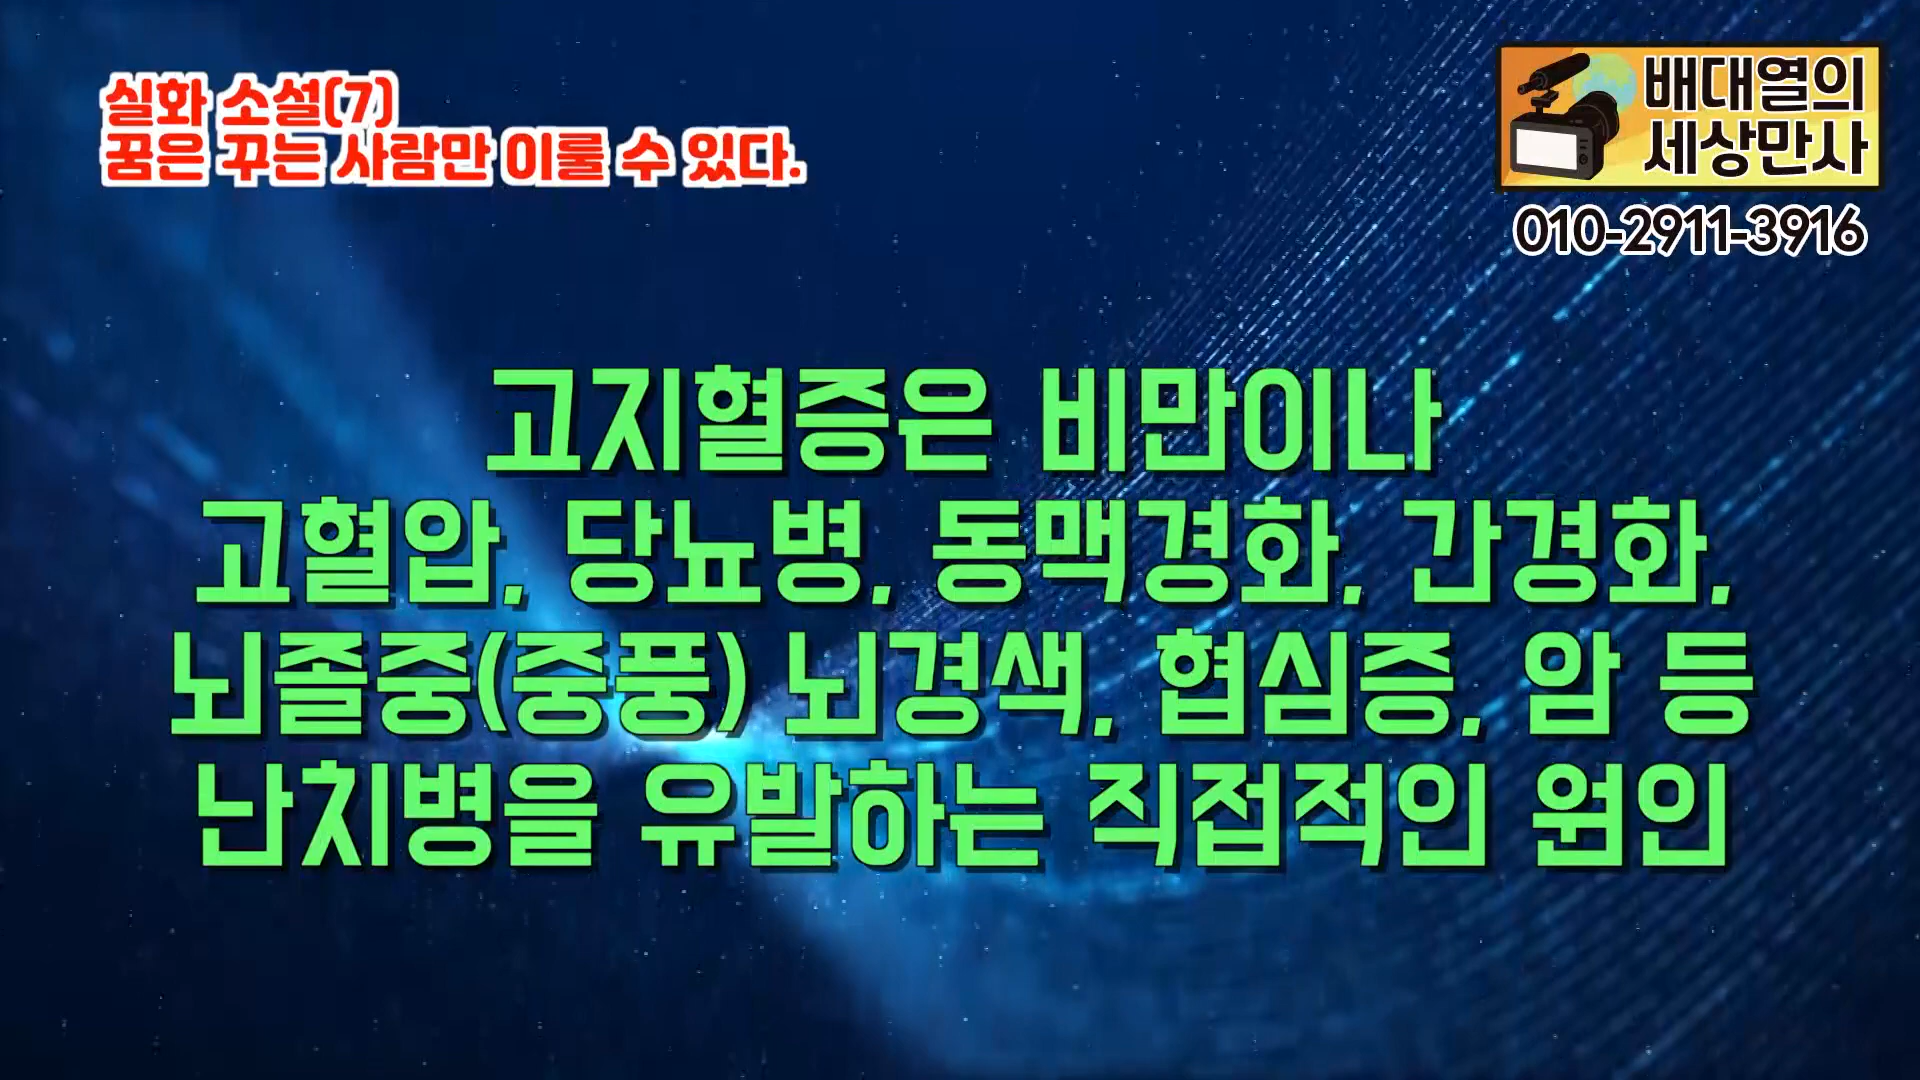 실화 소설(7)
꿈은 꾸는 사람만 이룰 수 있다.
배대열의
세상만사
010-2911-3916
고지혈증은 비만이나
고혈압, 당뇨병, 동맥경화, 간경화,
뇌졸중(중풍) 뇌경색, 협심증, 암 등
난치병을 유발하는 직접적인 원인